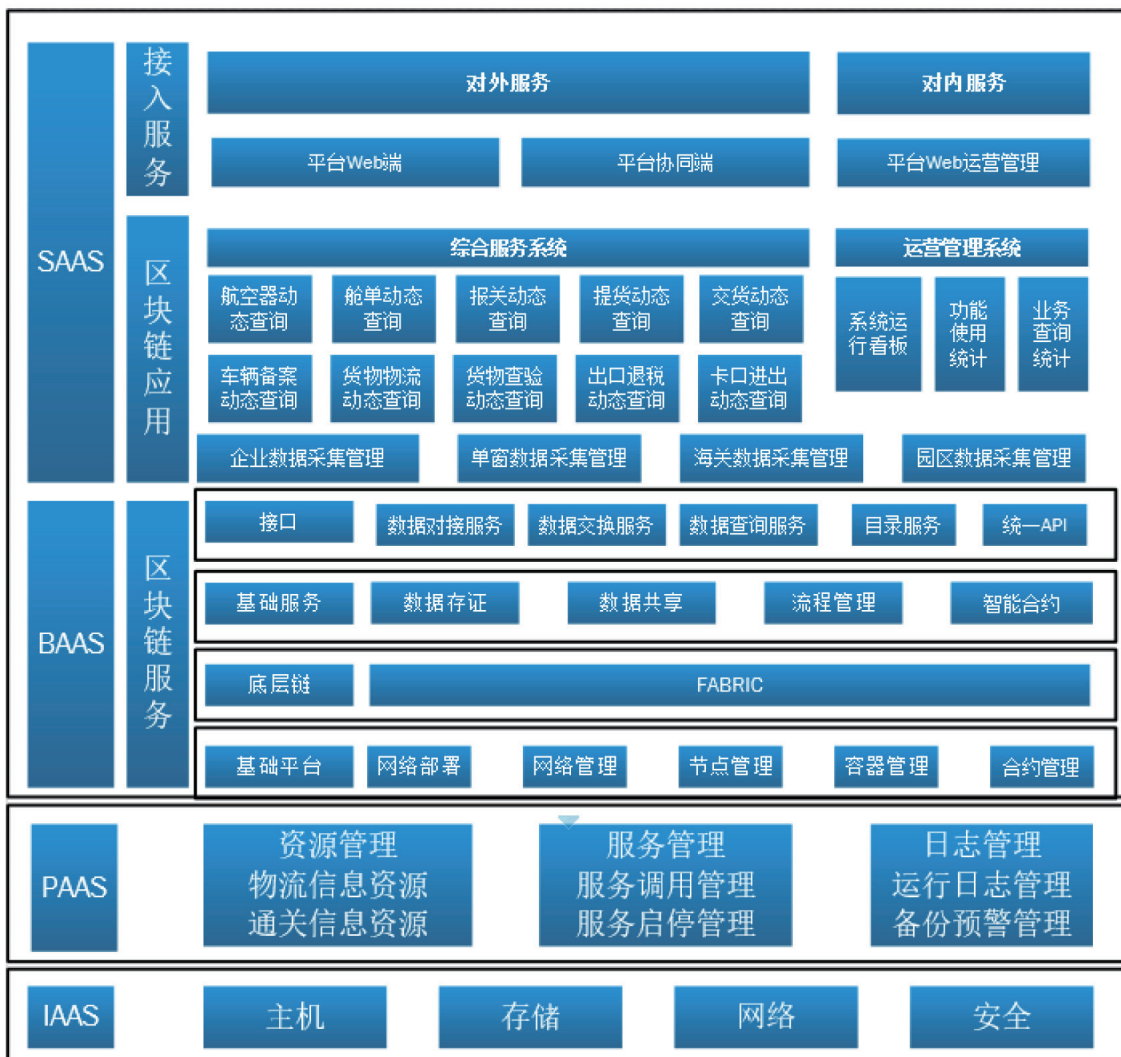 SAAS
接入服务
对外服务
对内服务
平台Web端
平台协同端
平台Web运营管理
区块链应用
综合服务系统
运营管理系统
航空器动
态查询
舱单动态
查询
报关动态
查询
提货动态
查询
交货动态
查询
系统运
行看板
功能
使用
统计
业务
查询
统计
车辆备案
动态查询
货物物流
动态查询
货物查验
动态查询
出口退税
动态查询
卡口进出
动态查询
企业数据采集管理
单窗数据采集管理
海关数据采集管理
园区数据采集管理
BAAS
区块链服务
接口
数据对接服务
数据交换服务
数据查询服务
目录服务
统一API
基础服务
数据存证
数据共享
流程管理
智能合约
底层链
FABRIC
基础平台
网络部署
网络管理
节点管理
容器管理
合约管理
PAAS
资源管理
物流信息资源
通关信息资源
服务管理
服务调用管理
服务启停管理
日志管理
运行日志管理
备份预警管理
IAAS
主机
存储
网络
安全